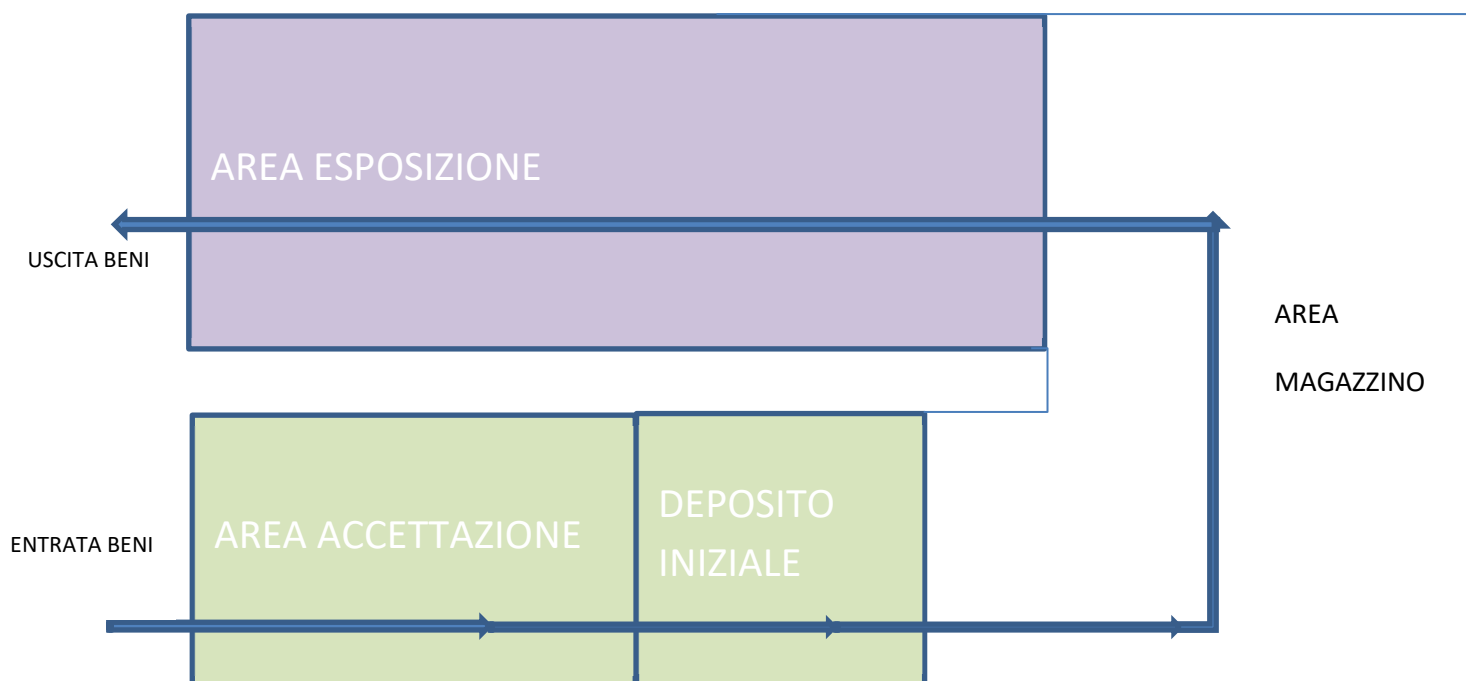 AREA ESPOSIZIONE
USCITA BENI
AREA
MAGAZZINO
DEPOSITO
INIZIALE
AREA ACCETTAZIONE
ENTRATA BENI